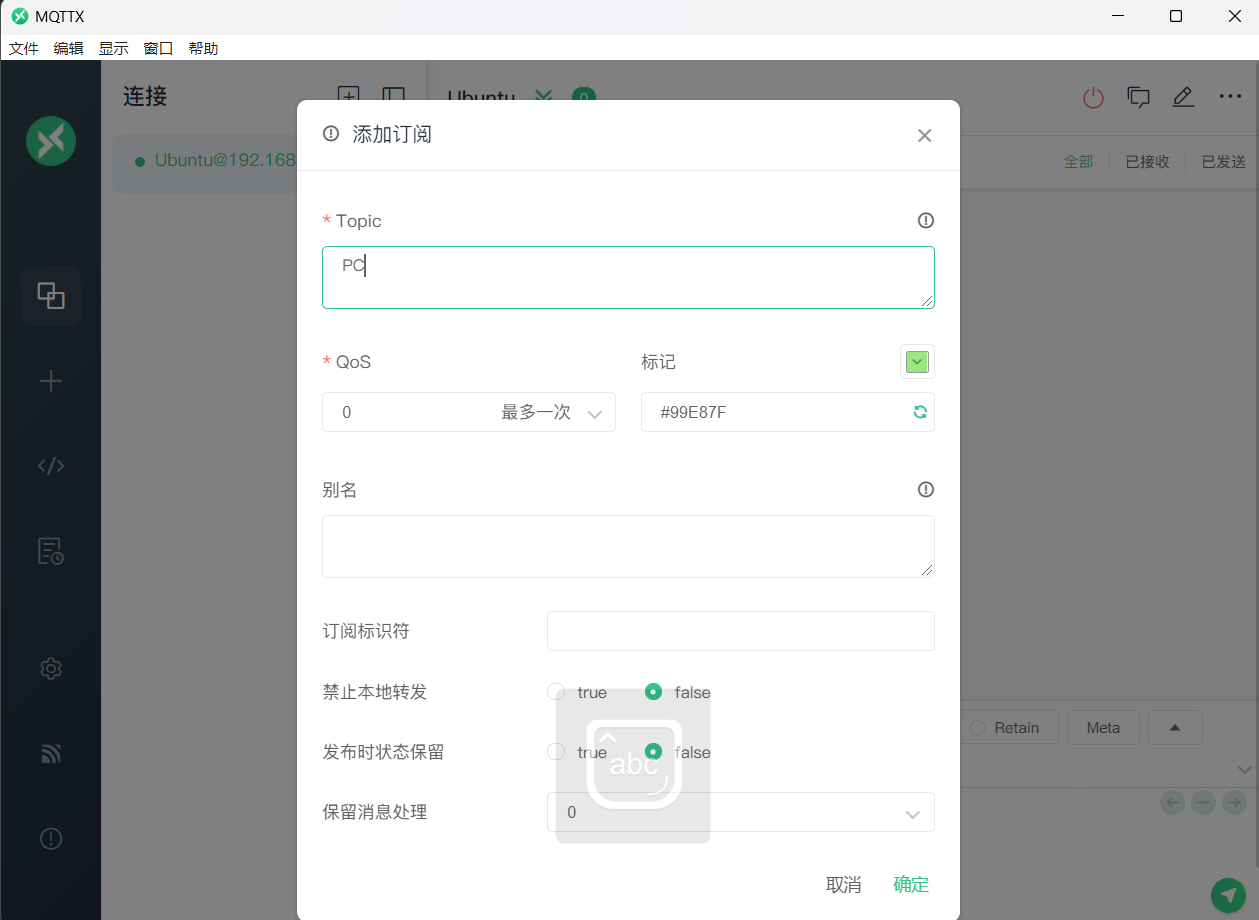 MQTTX
文件 编辑 显示 窗口 帮助
连接
Ubuntu 0
Ubuntu@192.168
全部 已接收 已发送
添加订阅
* Topic
PC
* QoS
标记
0 最多一次
#99E87F
别名
订阅标识符
禁止本地转发 true false
发布时状态保留 true false
保留消息处理 0
abc
取消 确定
Retain Meta